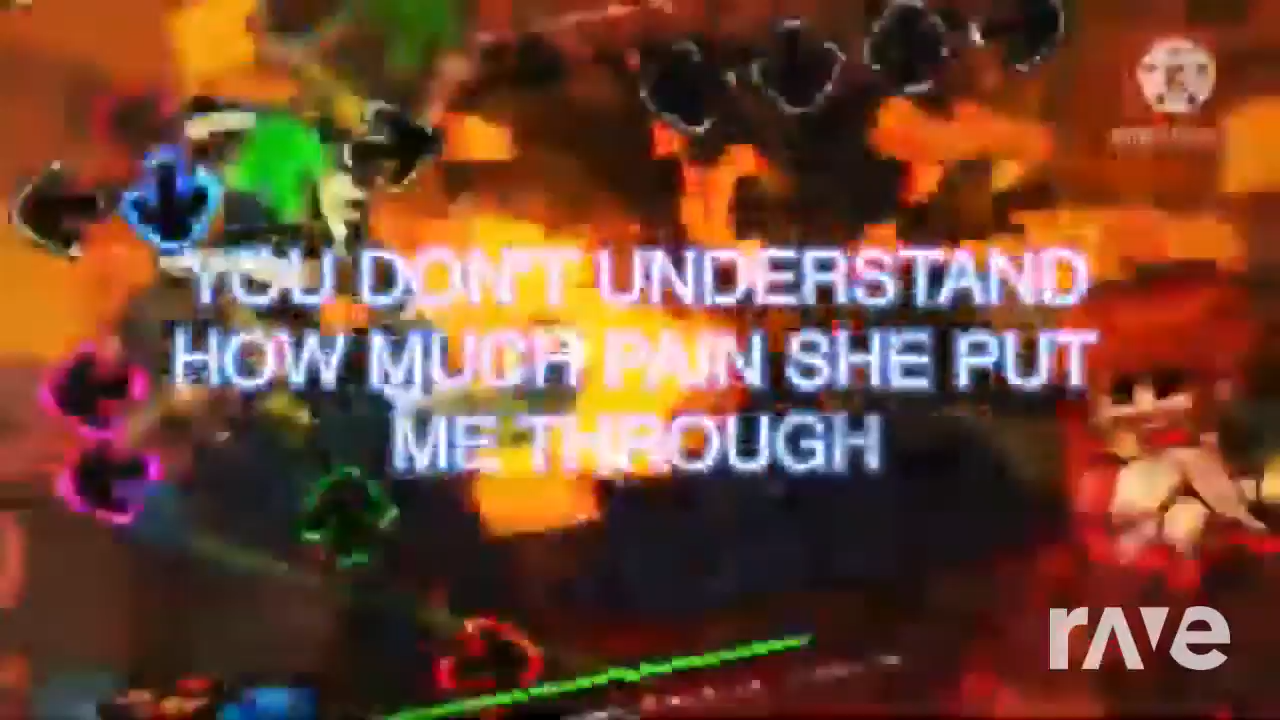 YOU DON'T UNDERSTAND
HOW MUCH PAIN SHE PUT
ME THROUGH
rave